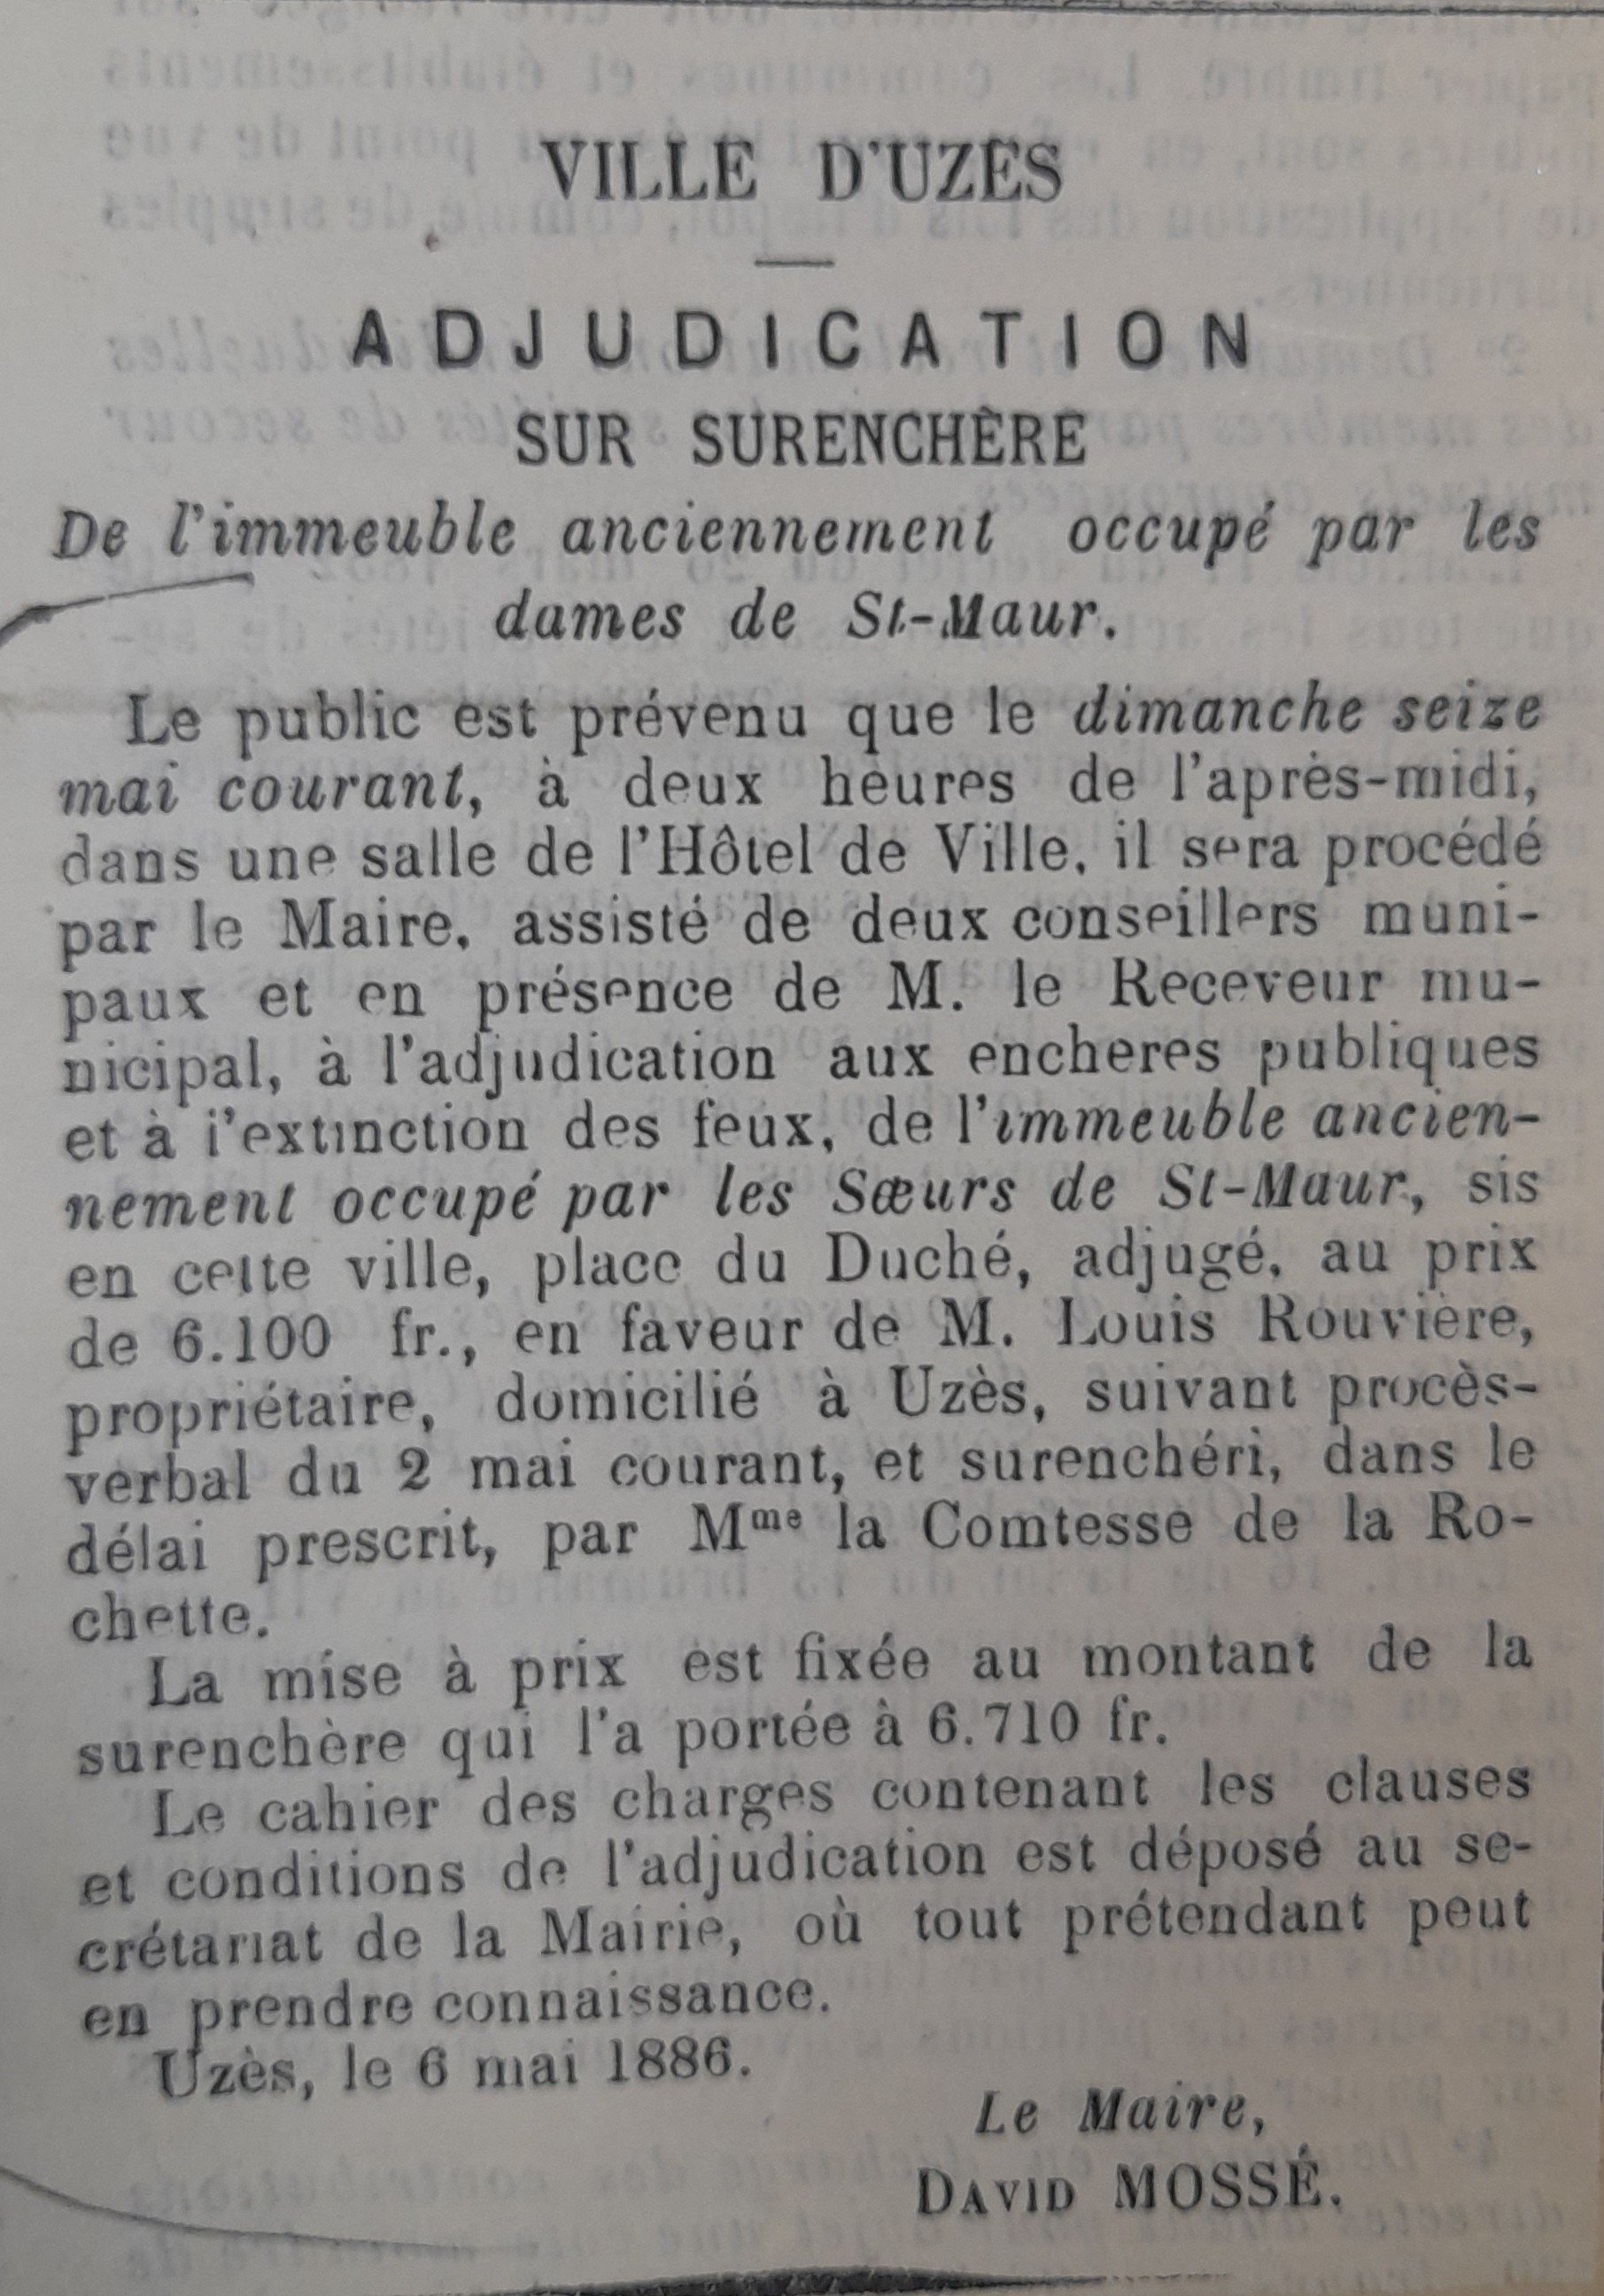 VILLE D'UZÈS
ADJUDICATION
SUR SURENCHÈRE
De l'immeuble anciennement occupé par les
dames de St-Maur.
Le public est prévenu que le dimanche seize
mai courant, à deux heures de l'après-midi,
dans une salle de l'Hôtel de Ville, il sera procédé
par le Maire, assisté de deux conseillers muni-
paux et en présence de M. le Receveur mu-
nicipal, à l'adjudication aux encheres publiques
et à l'extinction des feux, de l'immeuble ancien-
nement occupé par les Sœurs de St-Maur, sis
en cette ville, place du Duché, adjugé, au prix
de 6.100 fr., en faveur de M. Louis Rouvière,
propriétaire, domicilié à Uzès, suivant procès-
verbal du 2 mai courant, et surenchéri, dans le
délai prescrit, par Mme la Comtesse de la Ro-
chette.
La mise à prix est fixée au montant de la
surenchère qui l'a portée à 6.710 fr.
Le cahier des charges contenant les clauses
et conditions de l'adjudication est déposé au se-
crétariat de la Mairie, où tout prétendant peut
en prendre connaissance.
Uzès, le 6 mai 1886.
Le Maire,
DAVID MOSSÉ.